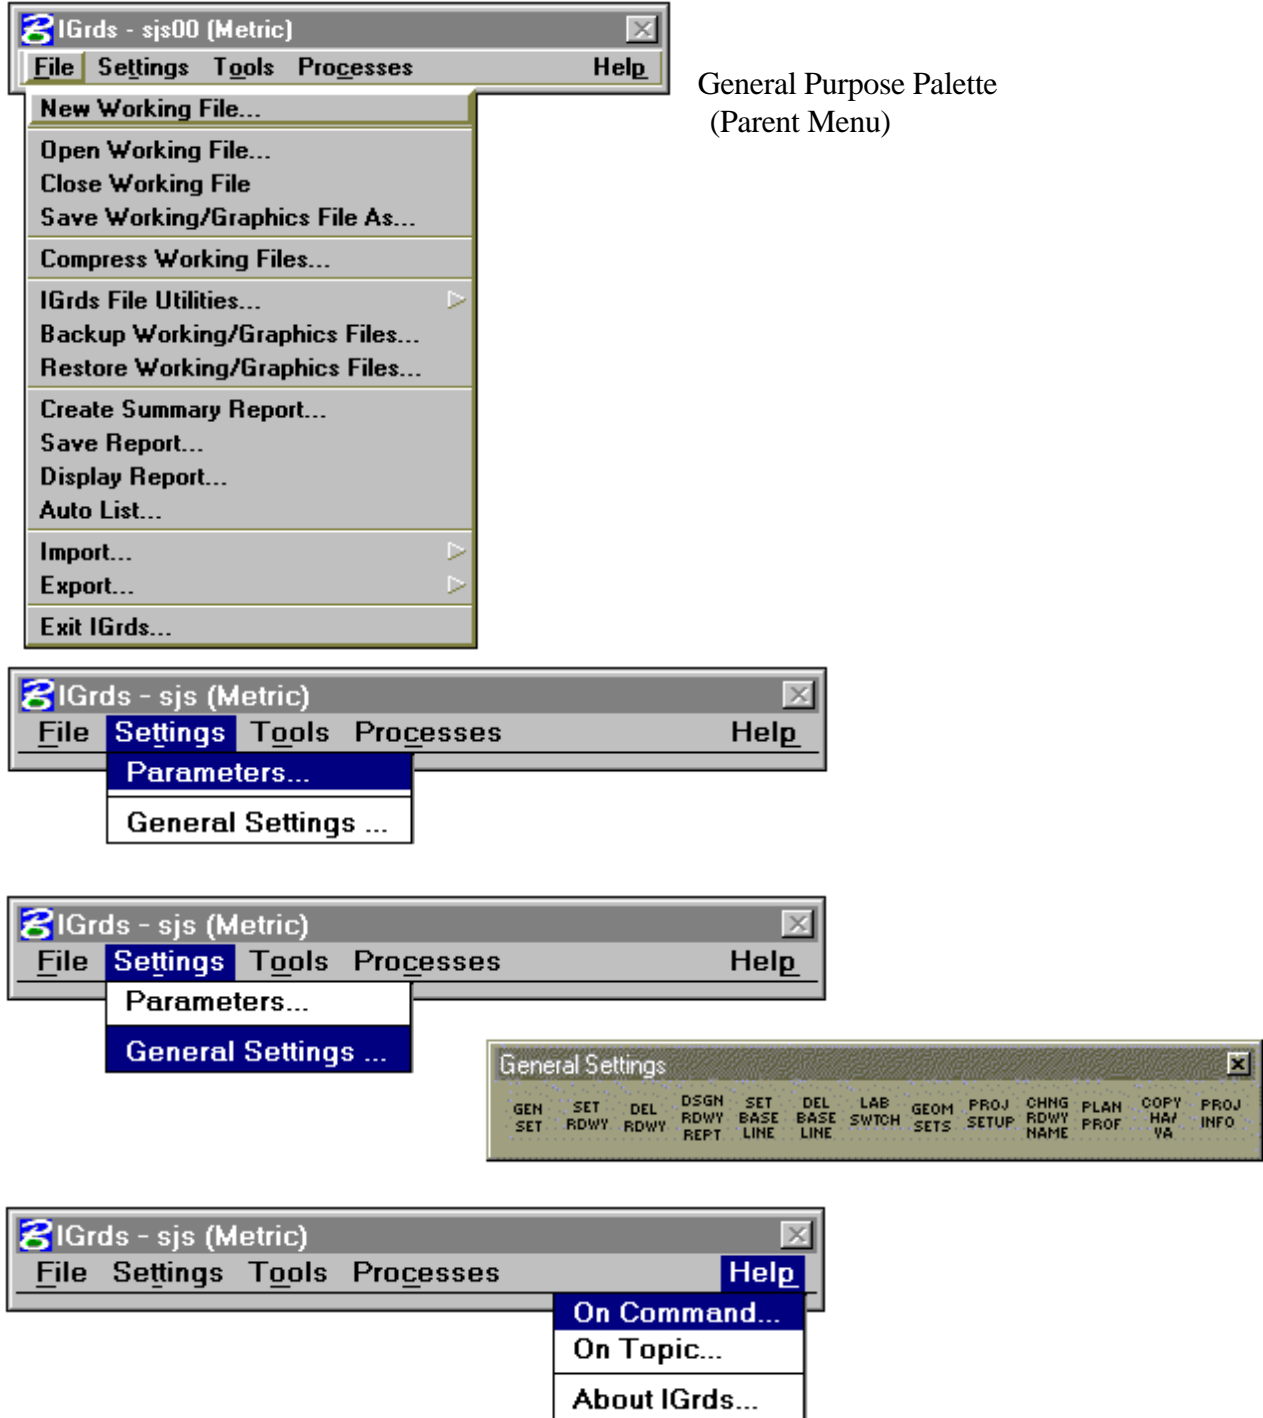 IGrds - sjs00 (Metric)
File Settings Tools Processes Help
General Purpose Palette
(Parent Menu)
New Working File...
Open Working File...
Close Working File
Save Working/Graphics File As...
Compress Working Files...
IGrds File Utilities...
Backup Working/Graphics Files...
Restore Working/Graphics Files...
Create Summary Report...
Save Report...
Display Report...
Auto List...
Import...
Export...
Exit IGrds...
IGrds - sjs (Metric)
File Settings Tools Processes Help
Parameters...
General Settings ...
IGrds - sjs (Metric)
File Settings Tools Processes Help
Parameters...
General Settings ...
General Settings
GEN SET
SET RDWY
DEL RDWY
DSGN RDWY REPT
SET BASE LINE
DEL BASE LINE
LAB SWTCH
GEOM SETS
PROJ SETUP
CHNG RDWY NAME
PLAN PROF
COPY HA/ VA
PROJ INFO
IGrds - sjs (Metric)
File Settings Tools Processes Help
On Command...
On Topic...
About IGrds...